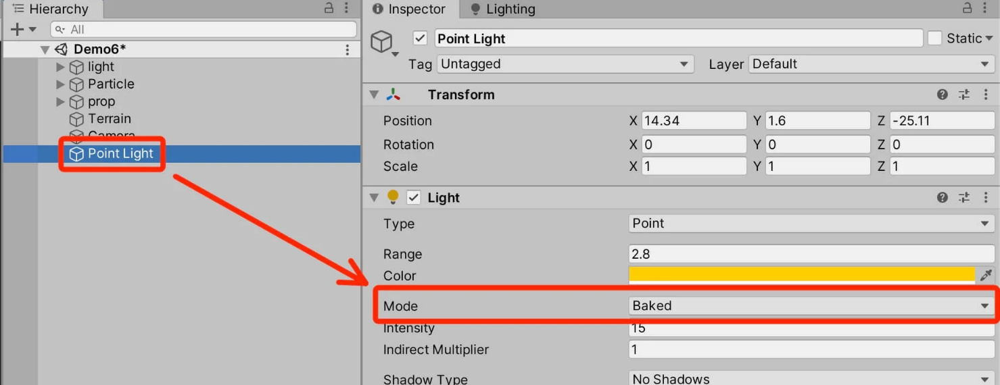 Hierarchy
All
Demo6*
light
Particle
prop
Terrain
Camera
Point Light
Inspector
Lighting
Point Light
Static
Tag Untagged Layer Default
Transform
Position X 14.34 Y 1.6 Z -25.11
Rotation X 0 Y 0 Z 0
Scale X 1 Y 1 Z 1
Light
Type Point
Range 2.8
Color
Mode Baked
Intensity 15
Indirect Multiplier 1
Shadow Type No Shadows